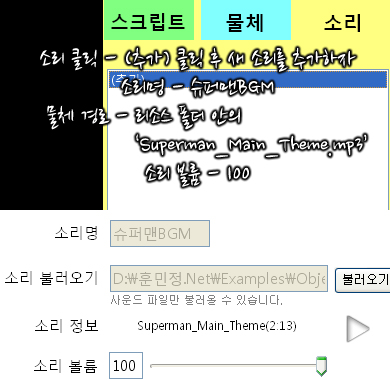 스크립트 물체 소리
소리 클릭 - (추가) 클릭 후 새 소리를 추가하자
(추가)
소리명 - 슈퍼맨BGM
물체 경로 - 리소스 폴더 안의
'Superman_Main_Theme.mp3'
소리 볼륨 - 100
소리명 슈퍼맨BGM
소리 불러오기 D:\훈민정.Net\Examples\Obje 불러오기
사운드 파일만 불러올 수 있습니다.
소리 정보 Superman_Main_Theme(2:13)
소리 볼륨 100